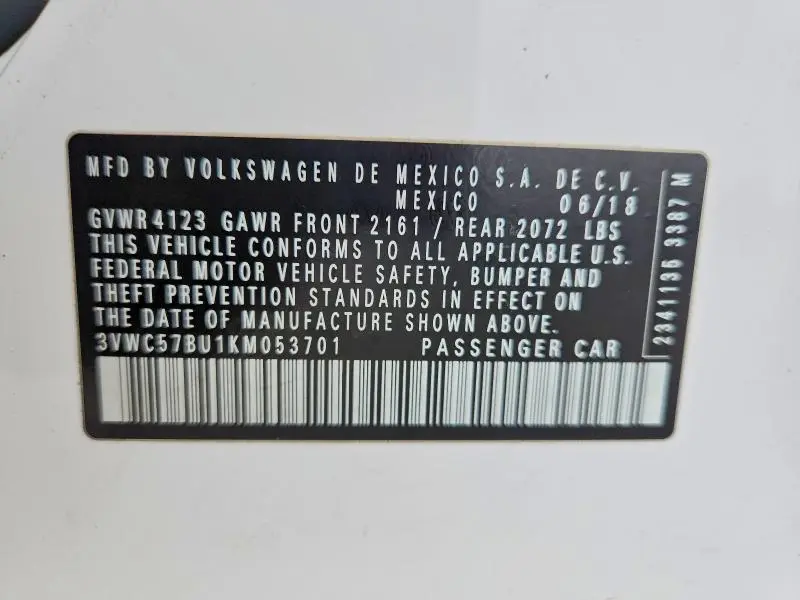 MFD BY VOLKSWAGEN DE MEXICO S.A. DE C.V.
MEXICO 06/18
GVWR 4123 GAWR FRONT 2161 / REAR 2072 LBS
THIS VEHICLE CONFORMS TO ALL APPLICABLE U.S.
FEDERAL MOTOR VEHICLE SAFETY, BUMPER AND
THEFT PREVENTION STANDARDS IN EFFECT ON
THE DATE OF MANUFACTURE SHOWN ABOVE.
3VWC57BU1KM053701 PASSENGER CAR
2341136 3387 M